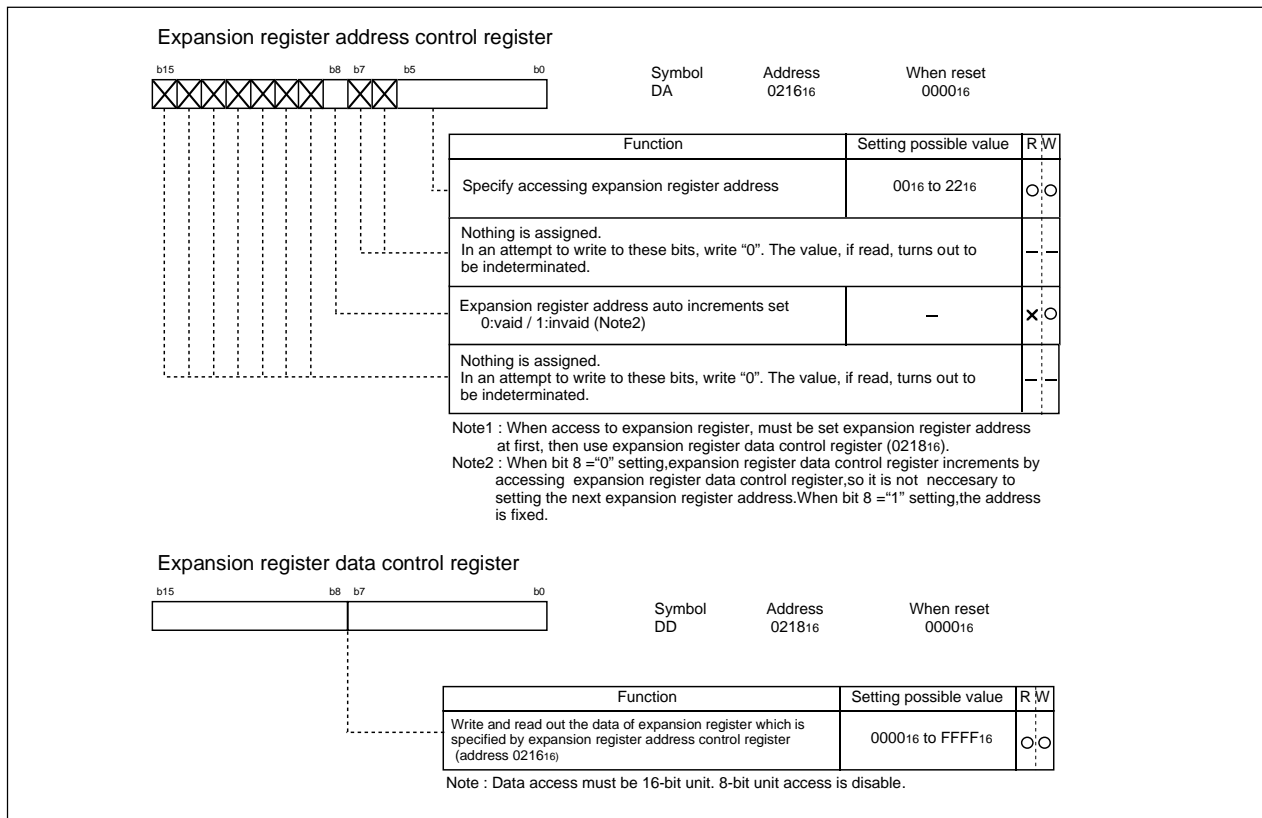 Expansion register address control register
b15 b8 b7 b5 b0
Symbol Address When reset
DA 021616 000016
Function Setting possible value R W
Specify accessing expansion register address 0016 to 2216
Nothing is assigned.
In an attempt to write to these bits, write “0”. The value, if read, turns out to
be indeterminated.
Expansion register address auto increments set
0:vaid / 1:invaid (Note2)
Nothing is assigned.
In an attempt to write to these bits, write “0”. The value, if read, turns out to
be indeterminated.
Note1 : When access to expansion register, must be set expansion register address
at first, then use expansion register data control register (021816).
Note2 : When bit 8 =“0” setting,expansion register data control register increments by
accessing expansion register data control register,so it is not neccesary to
setting the next expansion register address.When bit 8 =“1” setting,the address
is fixed.
Expansion register data control register
b15 b8 b7 b0
Symbol Address When reset
DD 021816 000016
Function Setting possible value R W
Write and read out the data of expansion register which is
specified by expansion register address control register
(address 021616)
000016 to FFFF16
Note : Data access must be 16-bit unit. 8-bit unit access is disable.